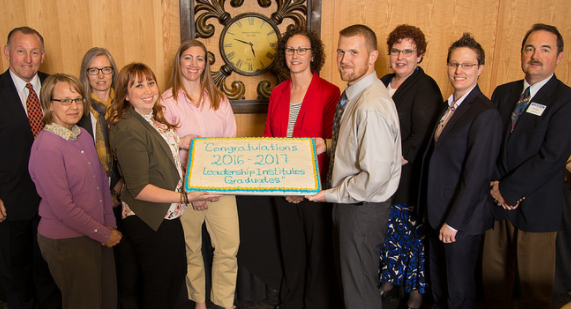 "Congratulations
2016-2017
Leadership Institutes
Graduates"